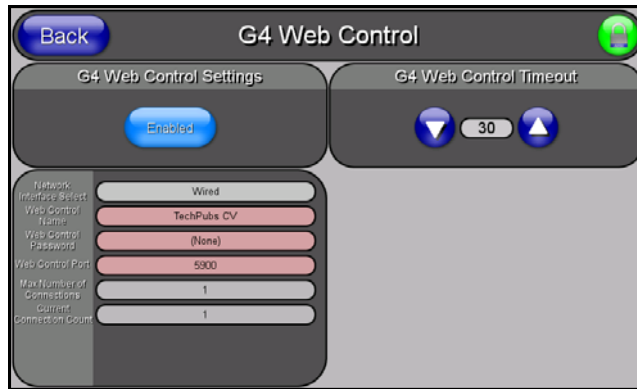 Back
G4 Web Control
G4 Web Control Settings
Enabled
G4 Web Control Timeout
30
Network
Interface Select
Wired
Web Control
Name
TechPubs CV
Web Control
Password
(None)
Web Control Port
5900
Max Number of
Connections
1
Current
Connection Count
1